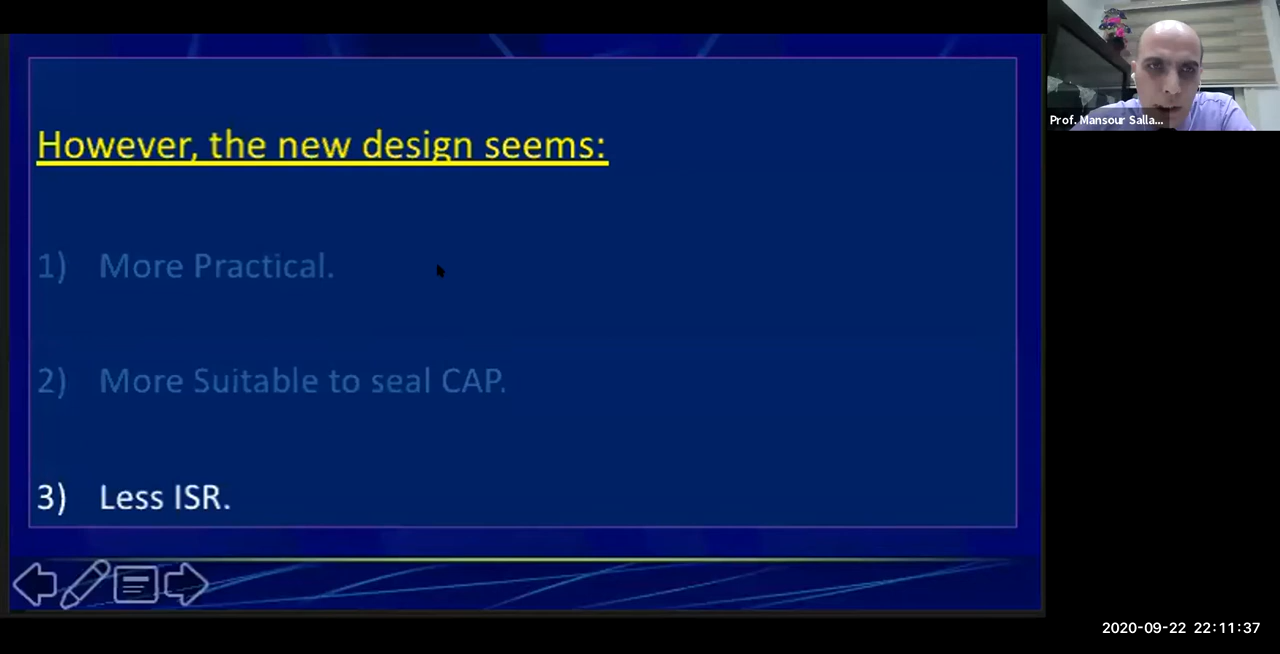 Prof. Mansour Salla...
However, the new design seems:
1) More Practical.
2) More Suitable to seal CAP.
3) Less ISR.
2020-09-22 22:11:37